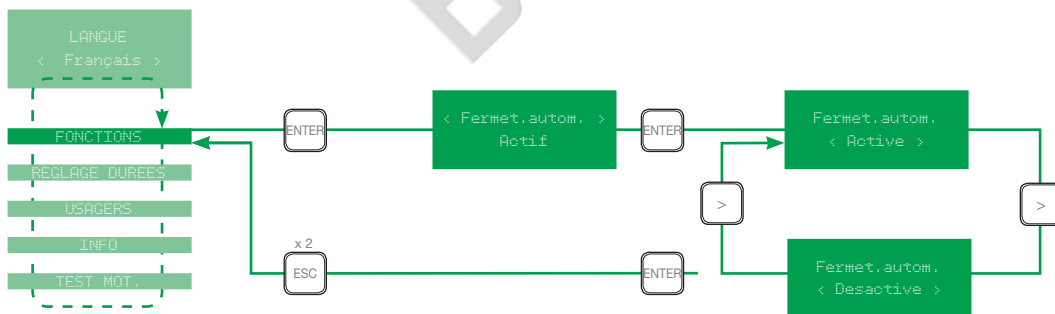 LANGUE
< Français >
FONCTIONS
REGLAGE DUREES
USAGERS
INFO
TEST MOT.
ENTER
< Fermet.autom. >
Actif
ENTER
Fermet.autom.
< Active >
>
>
x 2
ESC
ENTER
Fermet.autom.
< Desactive >